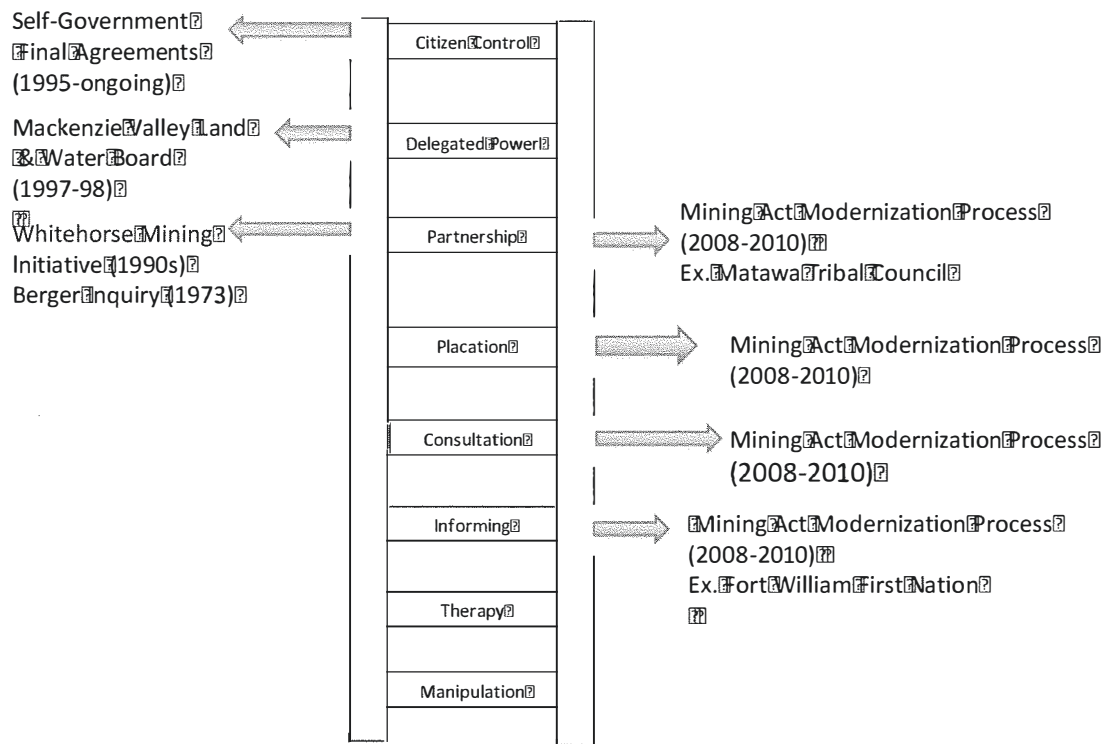 Self-Government
Final Agreements
(1995-ongoing)
Mackenzie Valley Land
& Water Board
(1997-98)
Whitehorse Mining
Initiative (1990s)
Berger Inquiry (1973)
Citizen Control
Delegated Power
Partnership
Placation
Consultation
Informing
Therapy
Manipulation
Mining Act Modernization Process
(2008-2010)
Ex. Matawa Tribal Council
Mining Act Modernization Process
(2008-2010)
Mining Act Modernization Process
(2008-2010)
Mining Act Modernization Process
(2008-2010)
Ex. Fort William First Nation